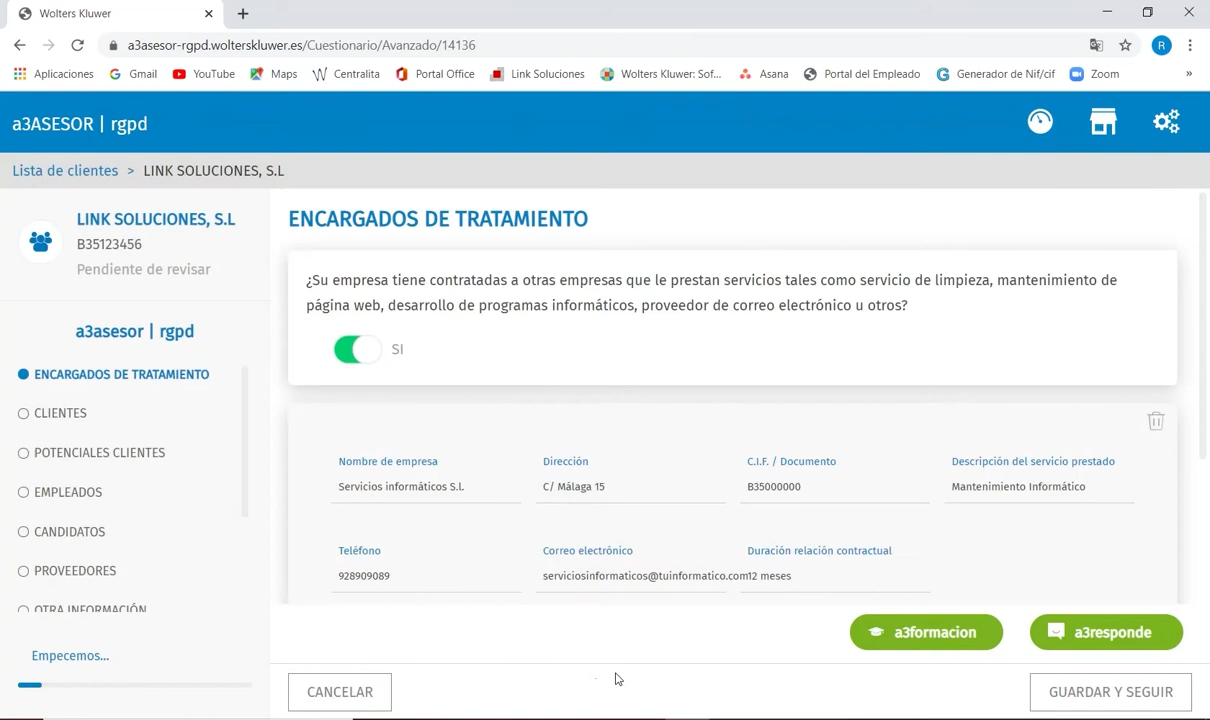 Wolters Kluwer
a3asesor-rgpd.wolterskluwer.es/Cuestionario/Avanzado/14136
R
Aplicaciones Gmail YouTube Maps Centralita Portal Office Link Soluciones Wolters Kluwer: Sof... Asana Portal del Empleado Generador de Nif/cif Zoom »
a3ASESOR | rgpd
Lista de clientes > LINK SOLUCIONES, S.L
LINK SOLUCIONES, S.L
B35123456
Pendiente de revisar
a3asesor | rgpd
ENCARGADOS DE TRATAMIENTO
CLIENTES
POTENCIALES CLIENTES
EMPLEADOS
CANDIDATOS
PROVEEDORES
OTRA INFORMACIÓN
Empecemos...
ENCARGADOS DE TRATAMIENTO
¿Su empresa tiene contratadas a otras empresas que le prestan servicios tales como servicio de limpieza, mantenimiento de
página web, desarrollo de programas informáticos, proveedor de correo electrónico u otros?
SI
Nombre de empresa Dirección C.I.F. / Documento Descripción del servicio prestado
Servicios informáticos S.l. C/ Málaga 15 B35000000 Mantenimiento Informático
Teléfono Correo electrónico Duración relación contractual
928909089 serviciosinformaticos@tuinformatico.com 12 meses
a3formacion a3responde
CANCELAR GUARDAR Y SEGUIR